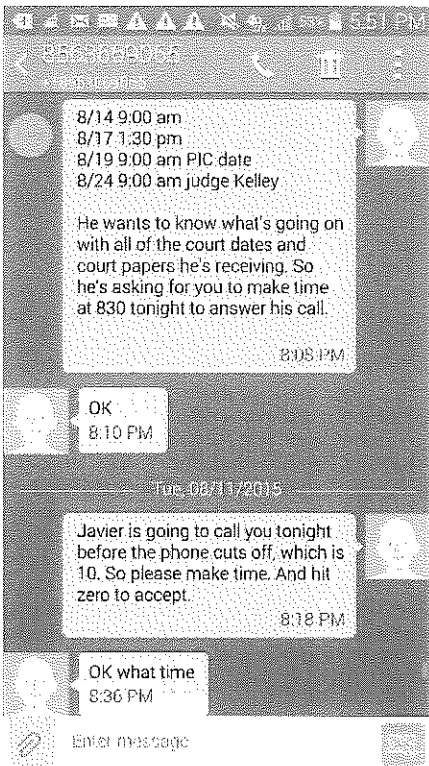 5:51 PM
8/14 9:00 am
8/17 1:30 pm
8/19 9:00 am PIC date
8/24 9:00 am judge Kelley
He wants to know what's going on
with all of the court dates and
court papers he's receiving. So
he's asking for you to make time
at 830 tonight to answer his call.
8:08 PM
OK
8:10 PM
Tue, 08/11/2015
Javier is going to call you tonight
before the phone cuts off, which is
10. So please make time. And hit
zero to accept.
8:18 PM
OK what time
8:36 PM
Enter message